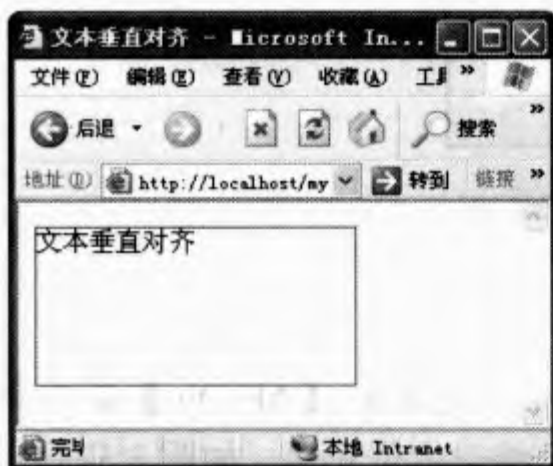 文本垂直对齐 - Microsoft In...
文件(F) 编辑(E) 查看(V) 收藏(A) 工具 »
后退 搜索 »
地址(D) http://localhost/my 转到 链接 »
文本垂直对齐
完毕 本地 Intranet